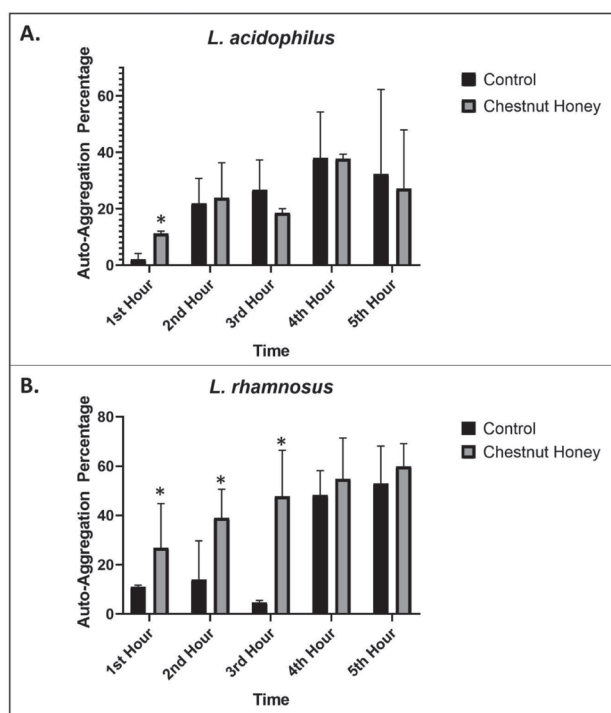 A.
L. acidophilus
Auto-Aggregation Percentage
60
40
20
0
*
Control
Chestnut Honey
1st Hour
2nd Hour
3rd Hour
4th Hour
5th Hour
Time
B.
L. rhamnosus
Auto-Aggregation Percentage
80
60
40
20
0
*
*
*
Control
Chestnut Honey
1st Hour
2nd Hour
3rd Hour
4th Hour
5th Hour
Time